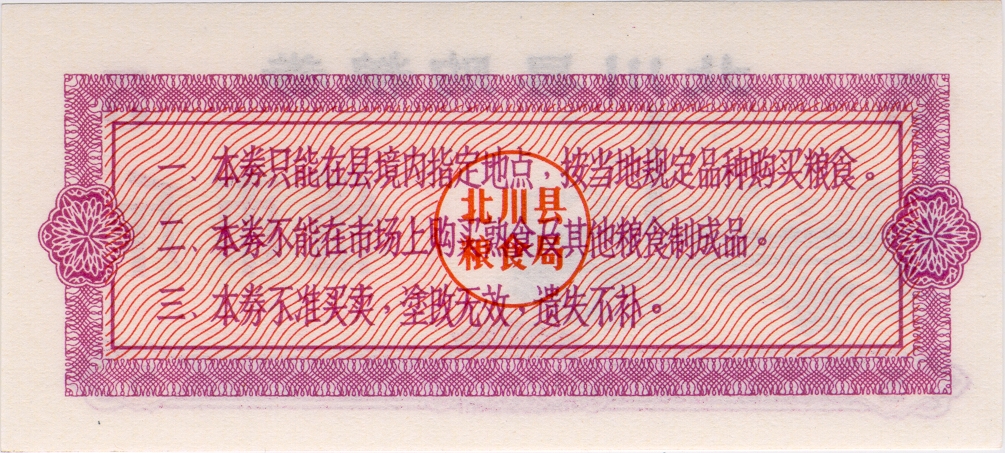 一、本券只能在县境内指定地点，按当地规定品种购买粮食。
二、本券不能在市场上购买熟食及其他粮食制成品。
三、本券不准买卖，塗改无效，遗失不补。
北川县
粮食局